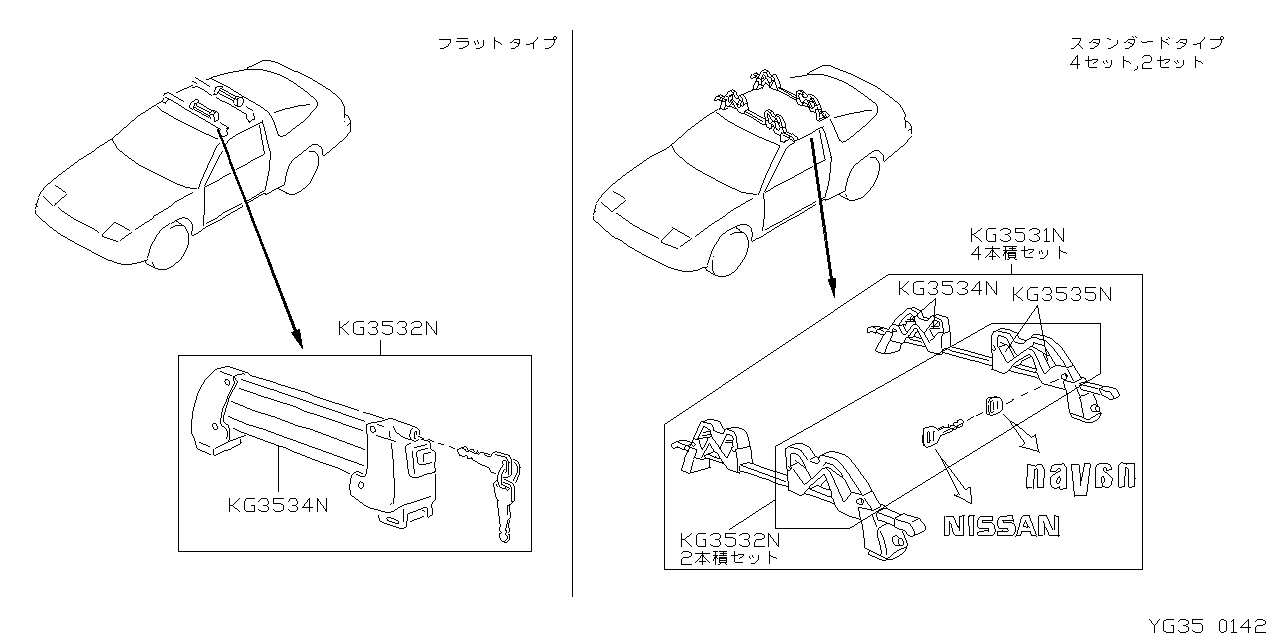 フラットタイプ
KG3532N
KG3534N
スタンダードタイプ
4セット,2セット
KG3531N
4本積セット
KG3534N
KG3535N
navan
NISSAN
KG3532N
2本積セット
YG35 0142